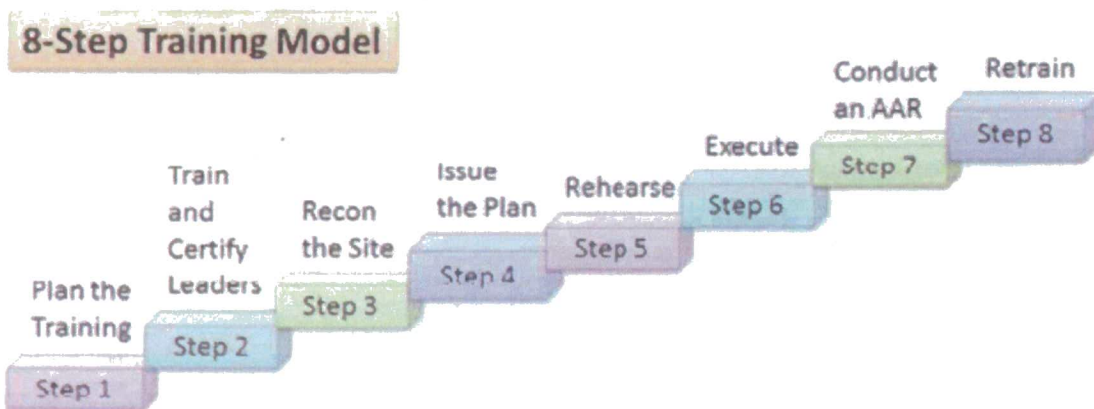 8-Step Training Model
Plan the
Training
Step 1
Train
and
Certify
Leaders
Step 2
Recon
the Site
Step 3
Issue
the Plan
Step 4
Rehearse
Step 5
Execute
Step 6
Conduct
an AAR
Step 7
Retrain
Step 8